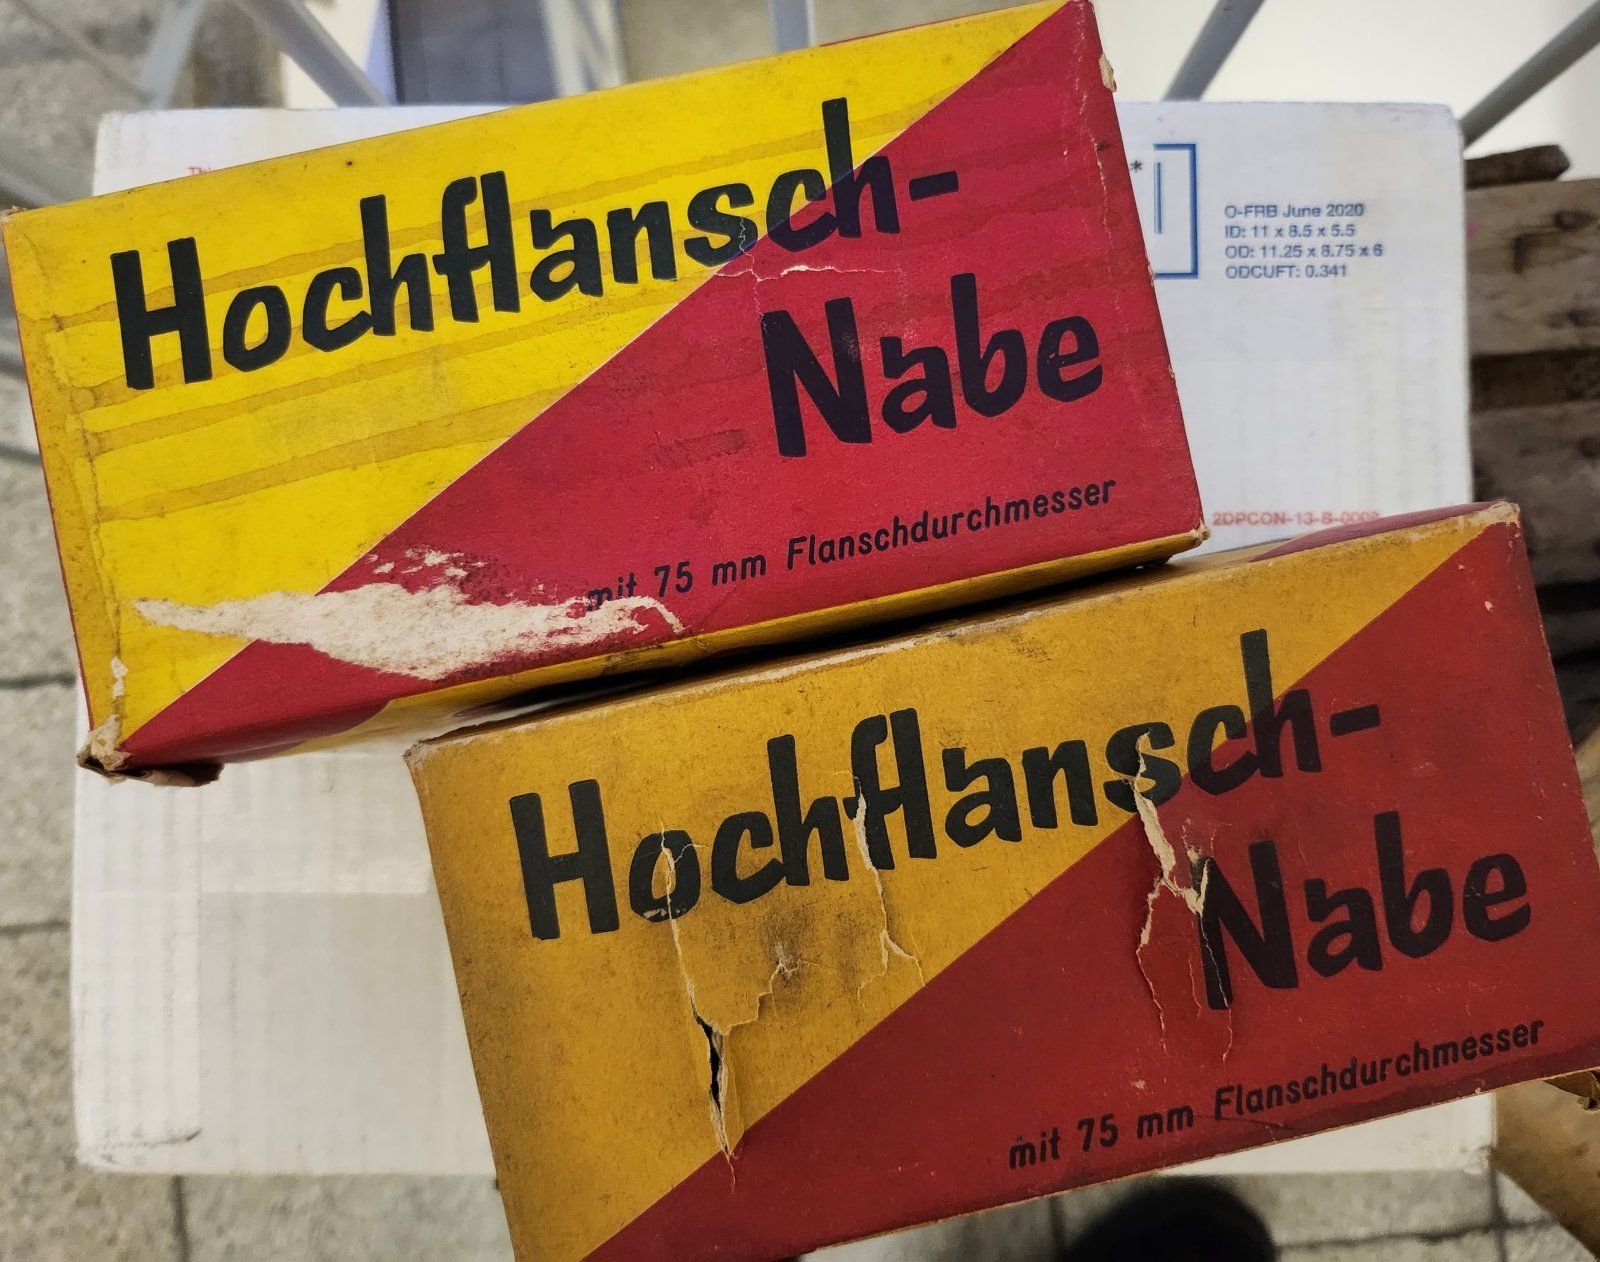 Hochflansch-
Nabe
mit 75 mm Flanschdurchmesser
O-FRB June 2020
ID: 11 x 8.5 x 5.5
OD: 11.25 x 8.75 x 6
ODCUFT: 0.341
Hochflansch-
Nabe
mit 75 mm Flanschdurchmesser